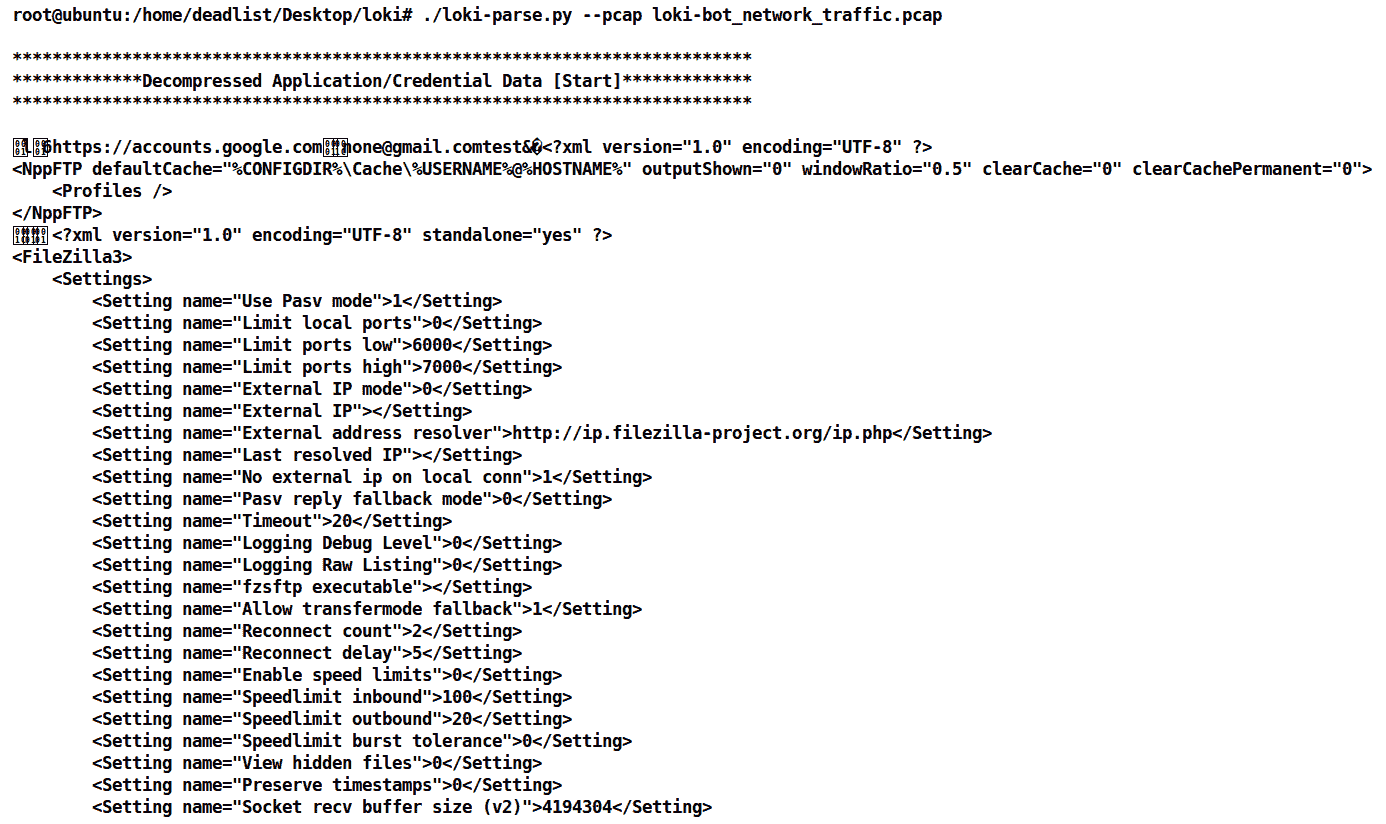 root@ubuntu:/home/deadlist/Desktop/loki# ./loki-parse.py --pcap loki-bot_network_traffic.pcap
**************************************************************************
*************Decompressed Application/Credential Data [Start]*************
**************************************************************************
https://accounts.google.com none@gmail.comtest&�<?xml version="1.0" encoding="UTF-8" ?>
<NppFTP defaultCache="%CONFIGDIR%\Cache\%USERNAME%@%HOSTNAME%" outputShown="0" windowRatio="0.5" clearCache="0" clearCachePermanent="0">
    <Profiles />
</NppFTP>
<?xml version="1.0" encoding="UTF-8" standalone="yes" ?>
<FileZilla3>
    <Settings>
        <Setting name="Use Pasv mode">1</Setting>
        <Setting name="Limit local ports">0</Setting>
        <Setting name="Limit ports low">6000</Setting>
        <Setting name="Limit ports high">7000</Setting>
        <Setting name="External IP mode">0</Setting>
        <Setting name="External IP"></Setting>
        <Setting name="External address resolver">http://ip.filezilla-project.org/ip.php</Setting>
        <Setting name="Last resolved IP"></Setting>
        <Setting name="No external ip on local conn">1</Setting>
        <Setting name="Pasv reply fallback mode">0</Setting>
        <Setting name="Timeout">20</Setting>
        <Setting name="Logging Debug Level">0</Setting>
        <Setting name="Logging Raw Listing">0</Setting>
        <Setting name="fzsftp executable"></Setting>
        <Setting name="Allow transfermode fallback">1</Setting>
        <Setting name="Reconnect count">2</Setting>
        <Setting name="Reconnect delay">5</Setting>
        <Setting name="Enable speed limits">0</Setting>
        <Setting name="Speedlimit inbound">100</Setting>
        <Setting name="Speedlimit outbound">20</Setting>
        <Setting name="Speedlimit burst tolerance">0</Setting>
        <Setting name="View hidden files">0</Setting>
        <Setting name="Preserve timestamps">0</Setting>
        <Setting name="Socket recv buffer size (v2)">4194304</Setting>